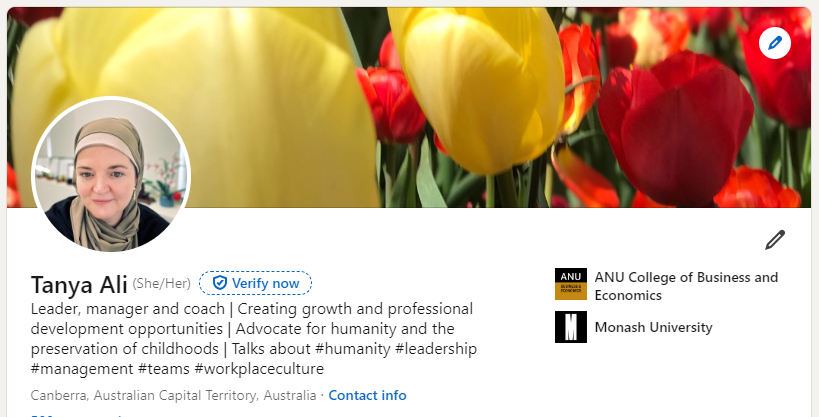 Tanya Ali (She/Her) Verify now
Leader, manager and coach | Creating growth and professional
development opportunities | Advocate for humanity and the
preservation of childhoods | Talks about #humanity #leadership
#management #teams #workplaceculture
Canberra, Australian Capital Territory, Australia · Contact info
ANU
ANU College of Business and
Economics
Monash University